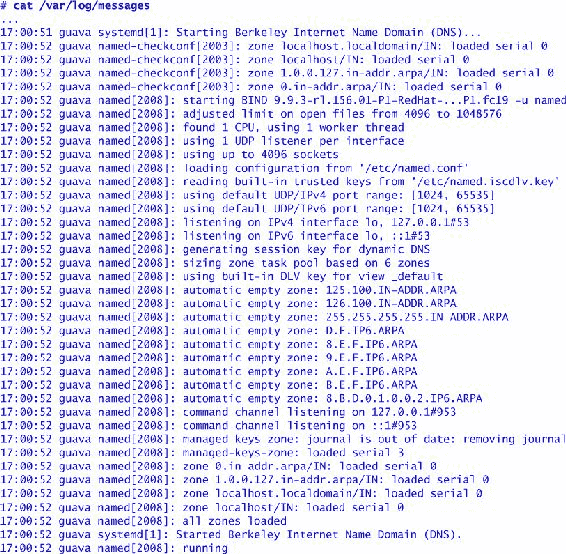 # cat /var/log/messages
...
17:00:51 guava systemd[1]: Starting Berkeley Internet Name Domain (DNS)...
17:00:52 guava named-checkconf[2003]: zone localhost.localdomain/IN: loaded serial 0
17:00:52 guava named-checkconf[2003]: zone localhost/IN: loaded serial 0
17:00:52 guava named-checkconf[2003]: zone 1.0.0.127.in-addr.arpa/IN: loaded serial 0
17:00:52 guava named-checkconf[2003]: zone 0.in-addr.arpa/IN: loaded serial 0
17:00:52 guava named[2008]: starting BIND 9.9.3-rl.156.01-P1-RedHat-...P1.fc19 -u named
17:00:52 guava named[2008]: adjusted limit on open files from 4096 to 1048576
17:00:52 guava named[2008]: found 1 CPU, using 1 worker thread
17:00:52 guava named[2008]: using 1 UDP listener per interface
17:00:52 guava named[2008]: using up to 4096 sockets
17:00:52 guava named[2008]: loading configuration from '/etc/named.conf'
17:00:52 guava named[2008]: reading built-in trusted keys from '/etc/named.iscdlv.key'
17:00:52 guava named[2008]: using default UDP/IPv4 port range: [1024, 65535]
17:00:52 guava named[2008]: using default UDP/IPv6 port range: [1024, 65535]
17:00:52 guava named[2008]: listening on IPv4 interface lo, 127.0.0.1#53
17:00:52 guava named[2008]: listening on IPv6 interface lo, ::1#53
17:00:52 guava named[2008]: generating session key for dynamic DNS
17:00:52 guava named[2008]: sizing zone task pool based on 6 zones
17:00:52 guava named[2008]: using built-in DLV key for view _default
17:00:52 guava named[2008]: automatic empty zone: 125.100.IN-ADDR.ARPA
17:00:52 guava named[2008]: automatic empty zone: 126.100.IN-ADDR.ARPA
17:00:52 guava named[2008]: automatic empty zone: 255.255.255.255.IN ADDR.ARPA
17:00:52 guava named[2008]: automatic empty zone: D.F.IP6.ARPA
17:00:52 guava named[2008]: automatic empty zone: 8.E.F.IP6.ARPA
17:00:52 guava named[2008]: automatic empty zone: 9.E.F.IP6.ARPA
17:00:52 guava named[2008]: automatic empty zone: A.E.F.IP6.ARPA
17:00:52 guava named[2008]: automatic empty zone: B.E.F.IP6.ARPA
17:00:52 guava named[2008]: automatic empty zone: 8.B.D.0.1.0.0.2.IP6.ARPA
17:00:52 guava named[2008]: command channel listening on 127.0.0.1#953
17:00:52 guava named[2008]: command channel listening on ::1#953
17:00:52 guava named[2008]: managed keys zone: journal is out of date: removing journal
17:00:52 guava named[2008]: managed-keys-zone: loaded serial 3
17:00:52 guava named[2008]: zone 0.in addr.arpa/IN: loaded serial 0
17:00:52 guava named[2008]: zone 1.0.0.127.in-addr.arpa/IN: loaded serial 0
17:00:52 guava named[2008]: zone localhost.localdomain/IN: loaded serial 0
17:00:52 guava named[2008]: zone localhost/IN: loaded serial 0
17:00:52 guava named[2008]: all zones loaded
17:00:52 guava systemd[1]: Started Berkeley Internet Name Domain (DNS).
17:00:52 guava named[2008]: running